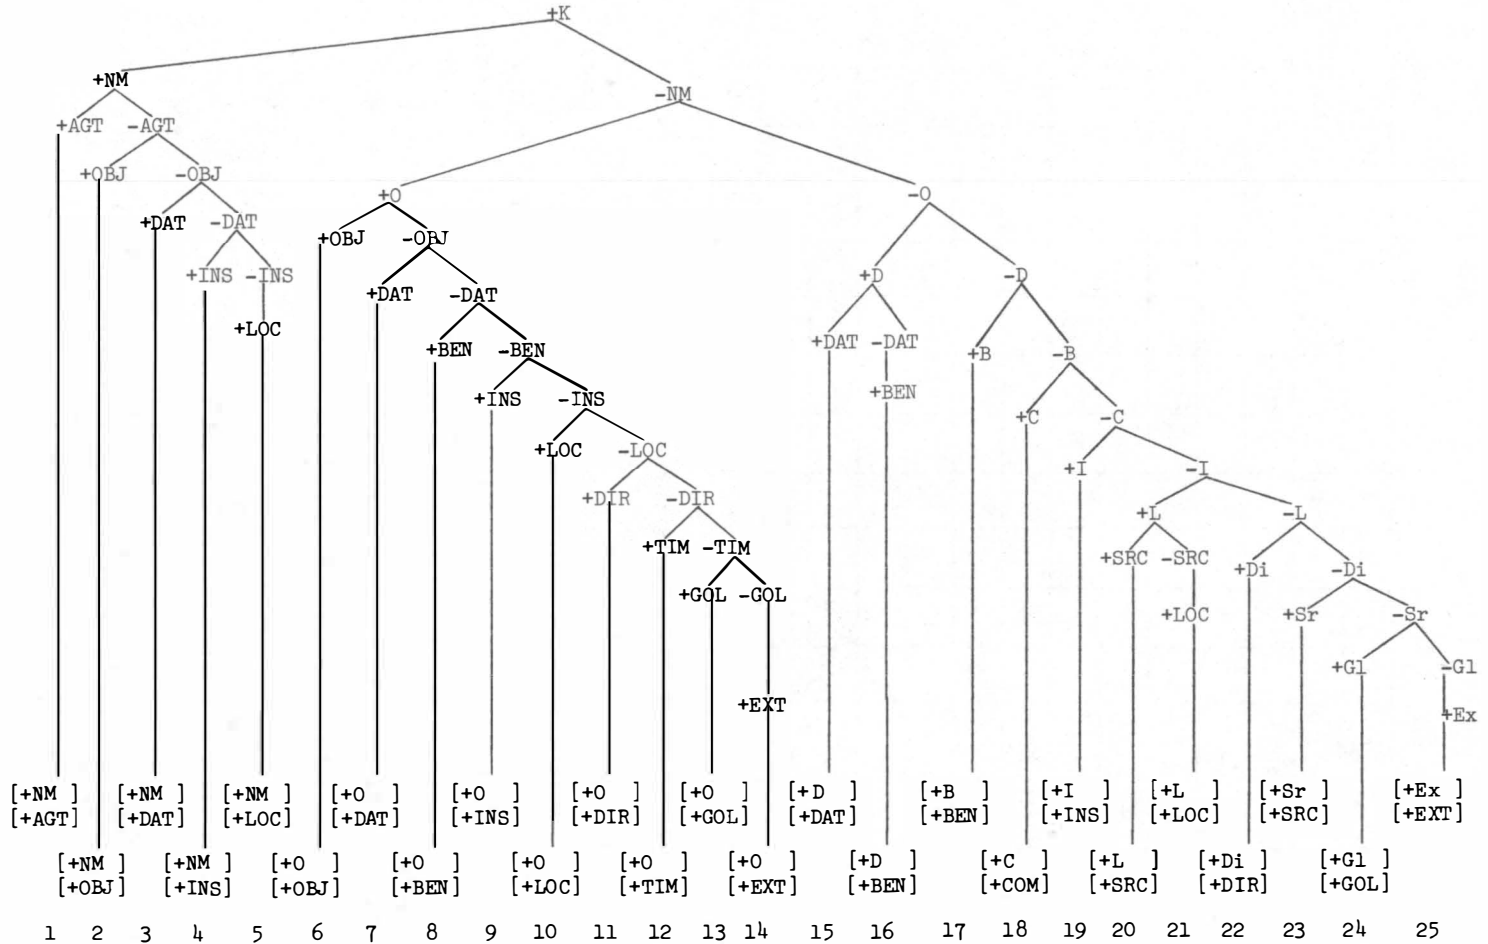 +K
+NM
-NM
+AGT -AGT
+OBJ -OBJ
+O -O
+DAT -DAT
+OBJ -OBJ
+INS -INS +D -D
+DAT -DAT
+LOC
+DAT -DAT
+BEN -BEN +B -B
+BEN
+INS -INS
+C -C
+LOC -LOC
+I -I
+DIR -DIR
+L -L
+TIM -TIM
+SRC -SRC
+Di -Di
+GOL -GOL
+LOC +Sr -Sr
+Gl -Gl
+EXT
+Ex
[+NM ] [+NM ] [+NM ] [+O ] [+O ] [+O ] [+O ] [+D ] [+B ] [+I ] [+L ] [+Sr ] [+Ex ]
[+AGT] [+DAT] [+LOC] [+DAT] [+INS] [+DIR] [+GOL] [+DAT] [+BEN] [+INS] [+LOC] [+SRC] [+EXT]
[+NM ] [+NM ] [+O ] [+O ] [+O ] [+O ] [+O ] [+D ] [+C ] [+L ] [+Di ] [+Gl ]
[+OBJ] [+INS] [+OBJ] [+BEN] [+LOC] [+TIM] [+EXT] [+BEN] [+COM] [+SRC] [+DIR] [+GOL]
1 2 3 4 5 6 7 8 9 10 11 12 13 14 15 16 17 18 19 20 21 22 23 24 25